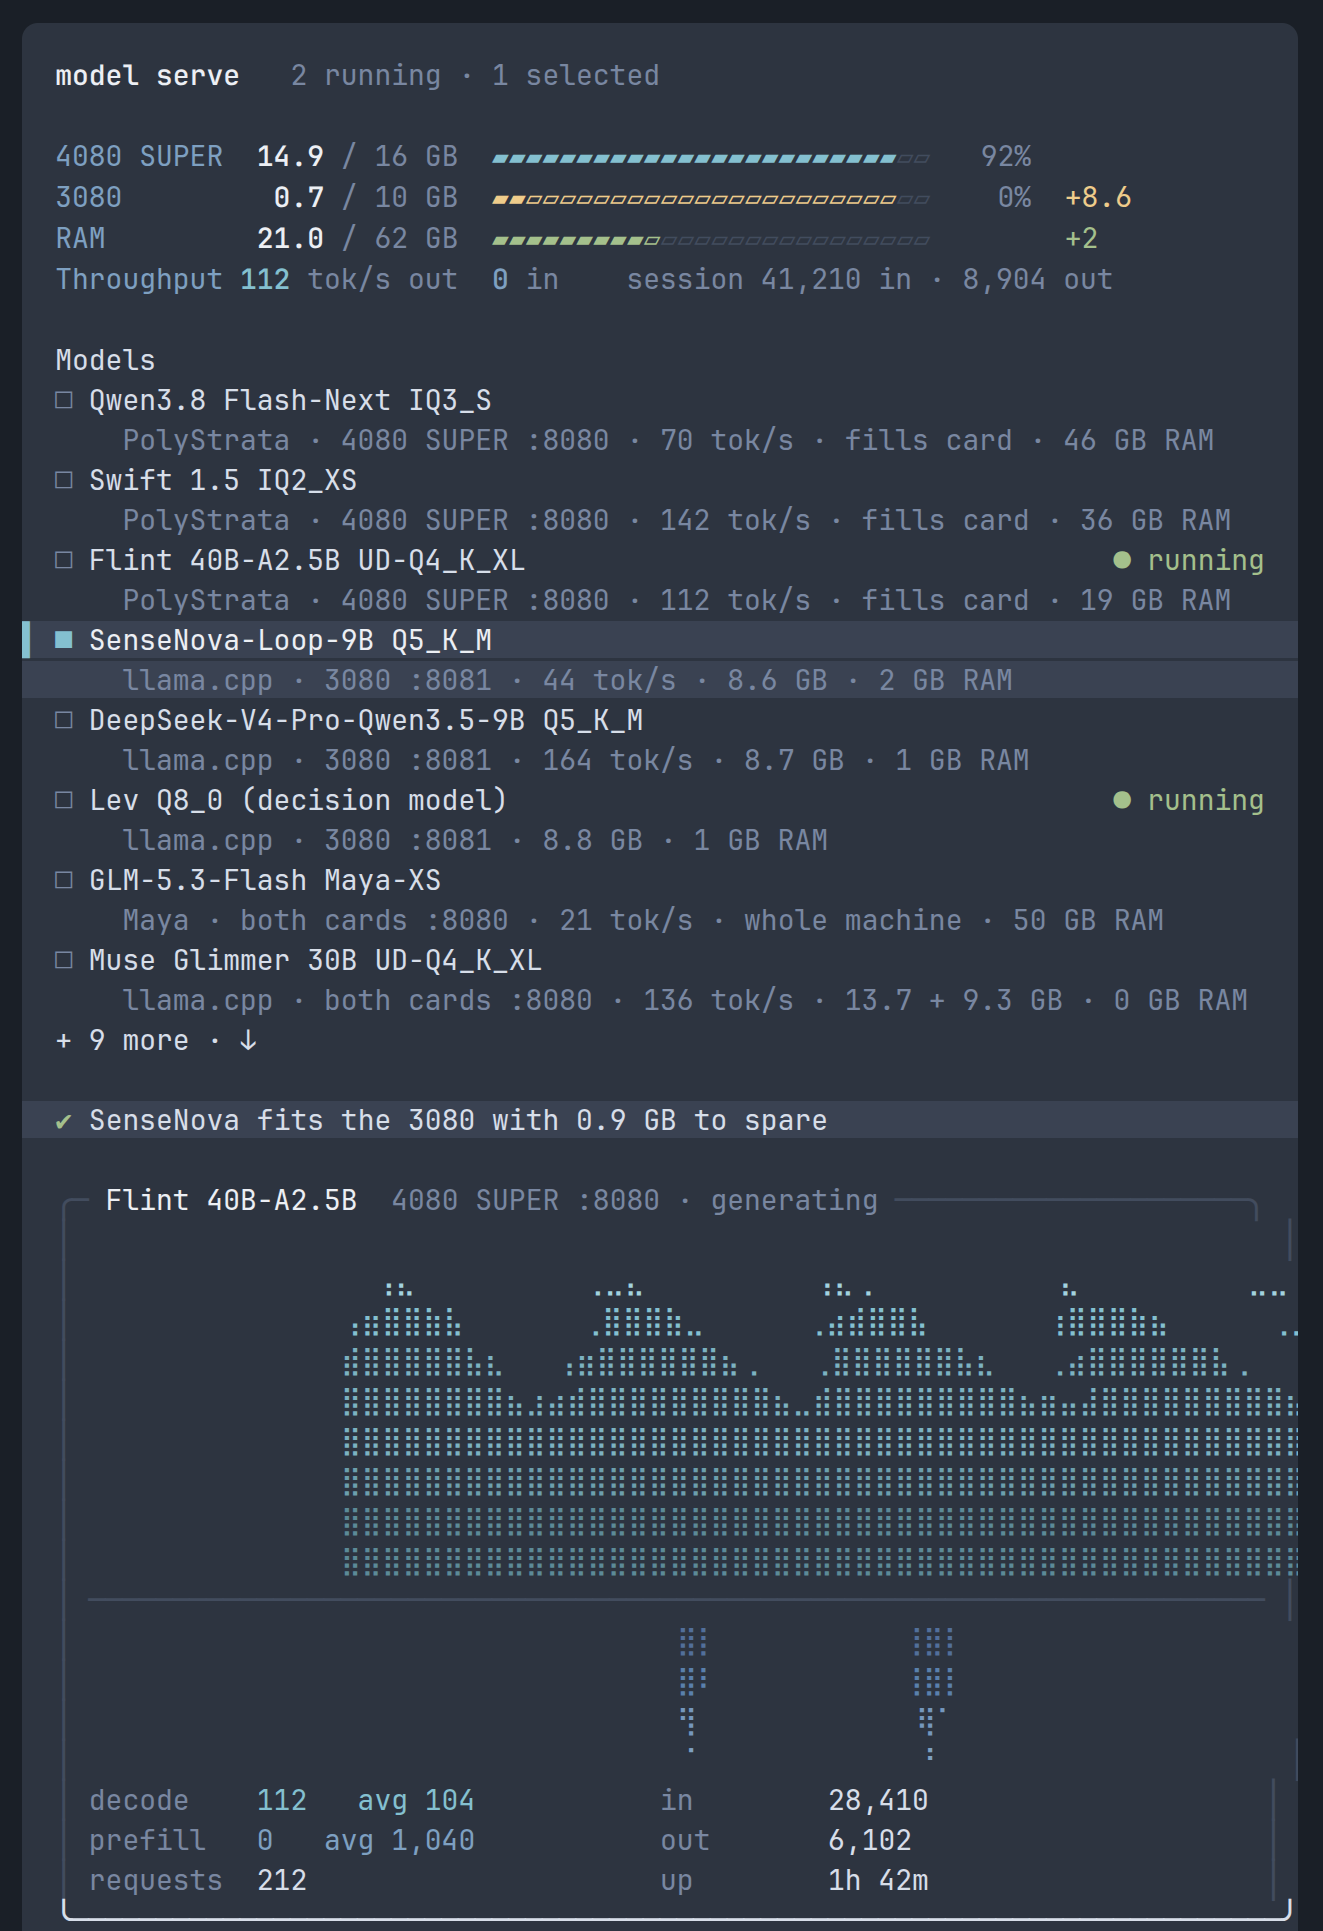 model serve 2 running · 1 selected
4080 SUPER 14.9 / 16 GB 92%
3080 0.7 / 10 GB 0% +8.6
RAM 21.0 / 62 GB +2
Throughput 112 tok/s out 0 in session 41,210 in · 8,904 out
Models
□ Qwen3.8 Flash-Next IQ3_S
PolyStrata · 4080 SUPER :8080 · 70 tok/s · fills card · 46 GB RAM
□ Swift 1.5 IQ2_XS
PolyStrata · 4080 SUPER :8080 · 142 tok/s · fills card · 36 GB RAM
□ Flint 40B-A2.5B UD-Q4_K_XL ● running
PolyStrata · 4080 SUPER :8080 · 112 tok/s · fills card · 19 GB RAM
■ SenseNova-Loop-9B Q5_K_M
llama.cpp · 3080 :8081 · 44 tok/s · 8.6 GB · 2 GB RAM
□ DeepSeek-V4-Pro-Qwen3.5-9B Q5_K_M
llama.cpp · 3080 :8081 · 164 tok/s · 8.7 GB · 1 GB RAM
□ Lev Q8_0 (decision model) ● running
llama.cpp · 3080 :8081 · 8.8 GB · 1 GB RAM
□ GLM-5.3-Flash Maya-XS
Maya · both cards :8080 · 21 tok/s · whole machine · 50 GB RAM
□ Muse Glimmer 30B UD-Q4_K_XL
llama.cpp · both cards :8080 · 136 tok/s · 13.7 + 9.3 GB · 0 GB RAM
+ 9 more · ↓
✔ SenseNova fits the 3080 with 0.9 GB to spare
Flint 40B-A2.5B 4080 SUPER :8080 · generating
decode 112 avg 104 in 28,410
prefill 0 avg 1,040 out 6,102
requests 212 up 1h 42m